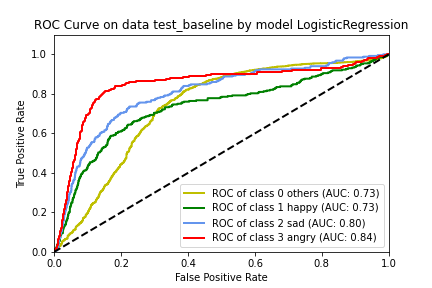 ROC Curve on data test_baseline by model LogisticRegression
True Positive Rate
1.0
0.8
0.6
0.4
0.2
0.0
0.0 0.2 0.4 0.6 0.8 1.0
False Positive Rate
ROC of class 0 others (AUC: 0.73)
ROC of class 1 happy (AUC: 0.73)
ROC of class 2 sad (AUC: 0.80)
ROC of class 3 angry (AUC: 0.84)